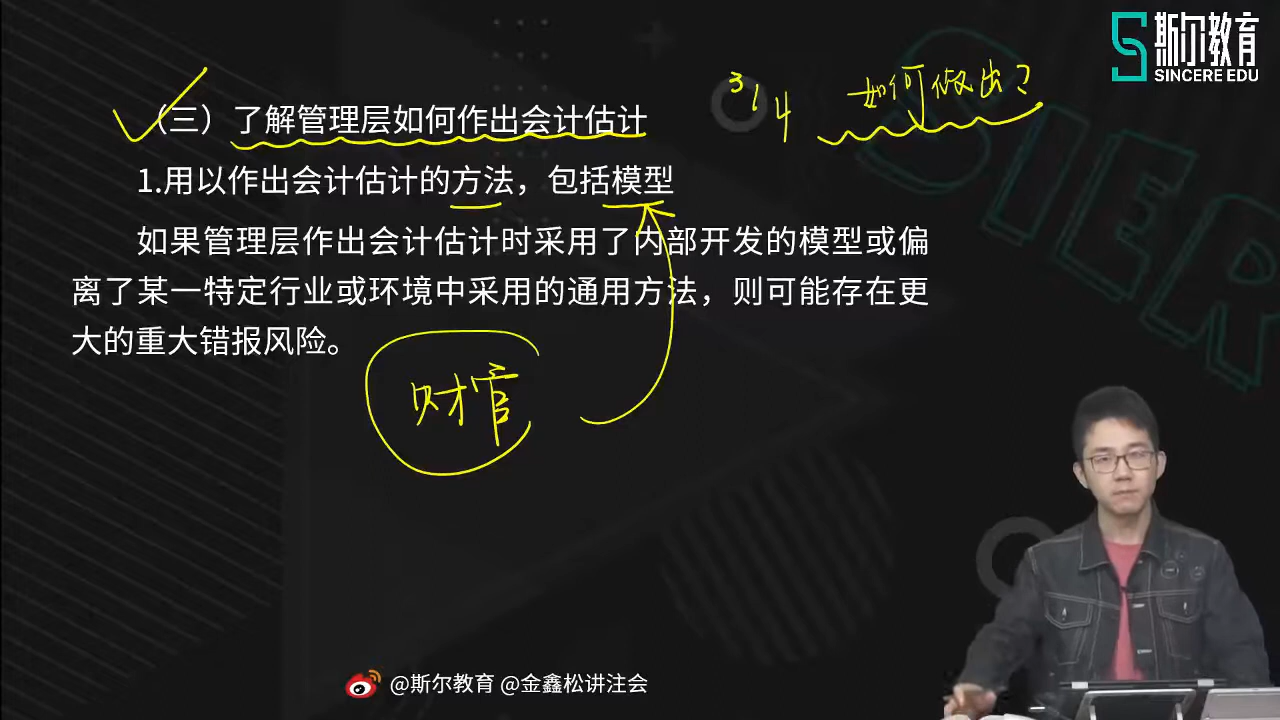 斯尔教育
SINCERE EDU
314 如何做出？
（三）了解管理层如何作出会计估计
1.用以作出会计估计的方法，包括模型
如果管理层作出会计估计时采用了内部开发的模型或偏
离了某一特定行业或环境中采用的通用方法，则可能存在更
大的重大错报风险。
财官
@斯尔教育 @金鑫松讲注会